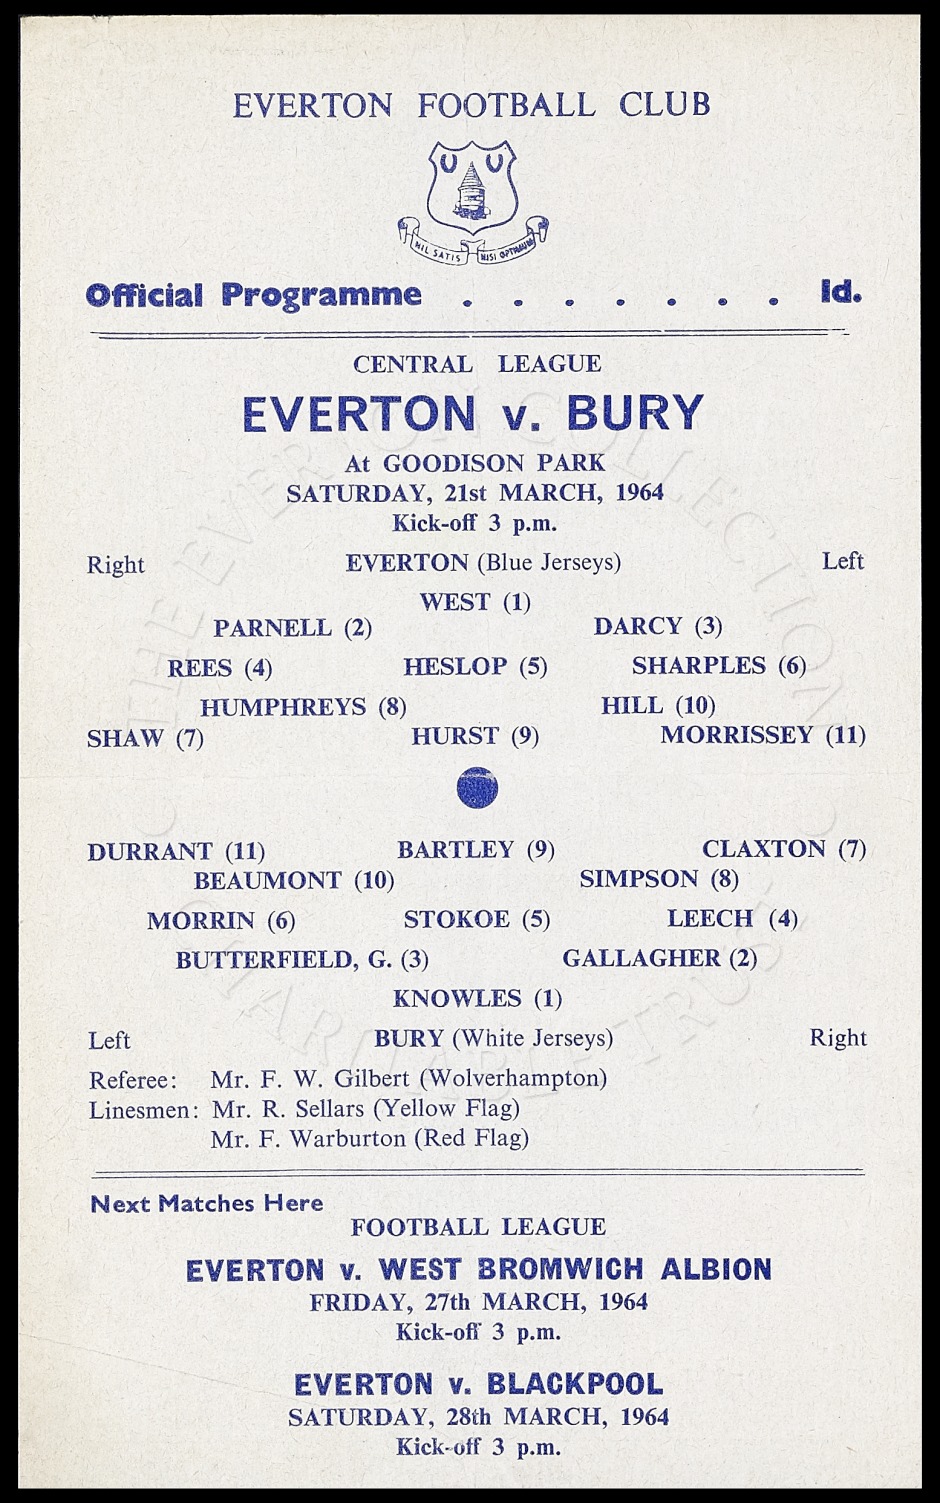 EVERTON FOOTBALL CLUB
NIL SATIS NISI OPTIMUM
Official Programme . . . . . . . 1d.
CENTRAL LEAGUE
EVERTON v. BURY
At GOODISON PARK
SATURDAY, 21st MARCH, 1964
Kick-off 3 p.m.
Right EVERTON (Blue Jerseys) Left
WEST (1)
PARNELL (2) DARCY (3)
REES (4) HESLOP (5) SHARPLES (6)
HUMPHREYS (8) HILL (10)
SHAW (7) HURST (9) MORRISSEY (11)
DURRANT (11) BARTLEY (9) CLAXTON (7)
BEAUMONT (10) SIMPSON (8)
MORRIN (6) STOKOE (5) LEECH (4)
BUTTERFIELD, G. (3) GALLAGHER (2)
KNOWLES (1)
Left BURY (White Jerseys) Right
Referee: Mr. F. W. Gilbert (Wolverhampton)
Linesmen: Mr. R. Sellars (Yellow Flag)
Mr. F. Warburton (Red Flag)
Next Matches Here
FOOTBALL LEAGUE
EVERTON v. WEST BROMWICH ALBION
FRIDAY, 27th MARCH, 1964
Kick-off 3 p.m.
EVERTON v. BLACKPOOL
SATURDAY, 28th MARCH, 1964
Kick-off 3 p.m.
THE EVERTON COLLECTION
CHARITABLE TRUST